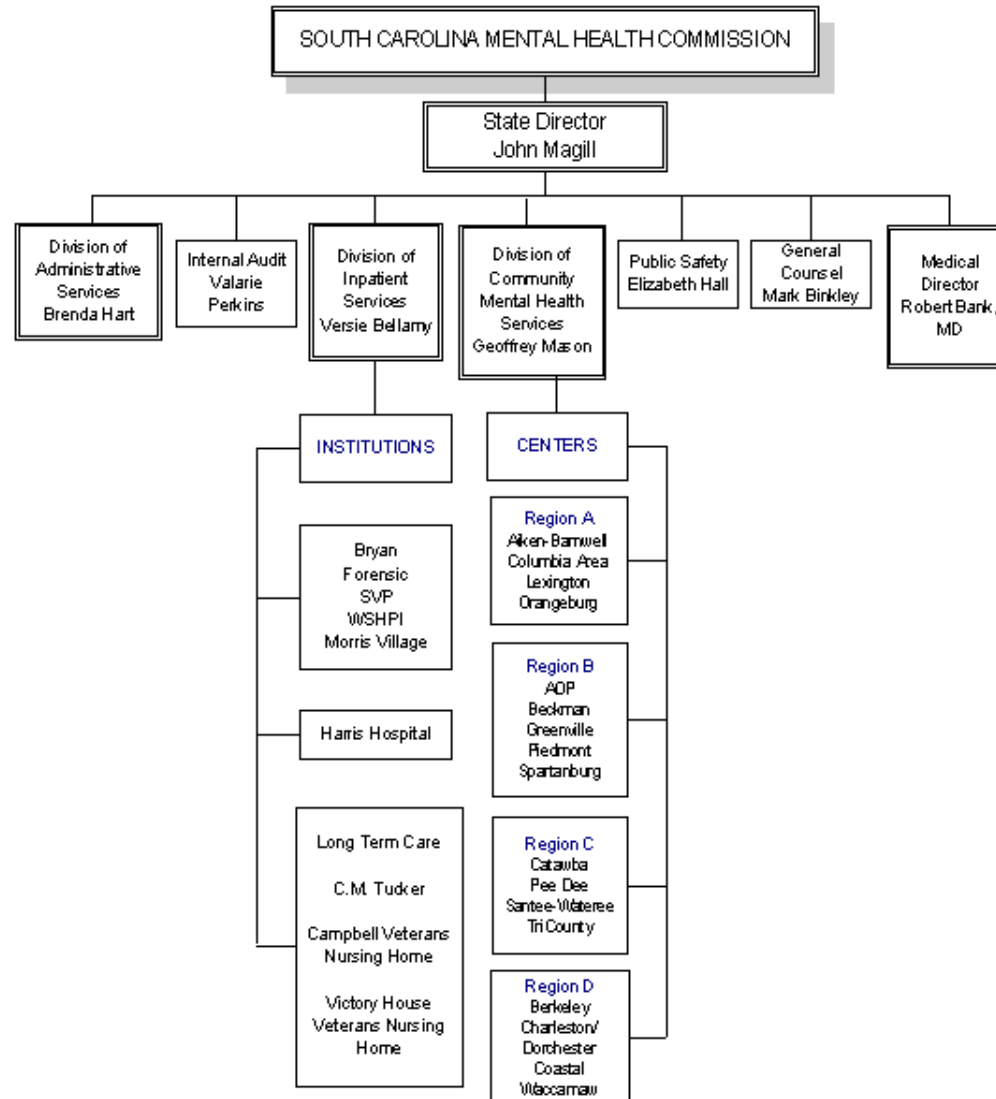 SOUTH CAROLINA MENTAL HEALTH COMMISSION
State Director
John Magill
Division of
Administrative
Services
Brenda Hart
Internal Audit
Valarie
Perkins
Division of
Inpatient
Services
Versie Bellamy
Division of
Community
Mental Health
Services
Geoffrey Mason
Public Safety
Elizabeth Hall
General
Counsel
Mark Binkley
Medical
Director
Robert Bank,
MD
INSTITUTIONS
Bryan
Forensic
SVP
WSHPI
Morris Village
Harris Hospital
Long Term Care
C.M. Tucker
Campbell Veterans
Nursing Home
Victory House
Veterans Nursing
Home
CENTERS
Region A
Aiken-Barnwell
Columbia Area
Lexington
Orangeburg
Region B
AOP
Beckman
Greenville
Piedmont
Spartanburg
Region C
Catawba
Pee Dee
Santee-Wateree
TriCounty
Region D
Berkeley
Charleston/
Dorchester
Coastal
Waccamaw